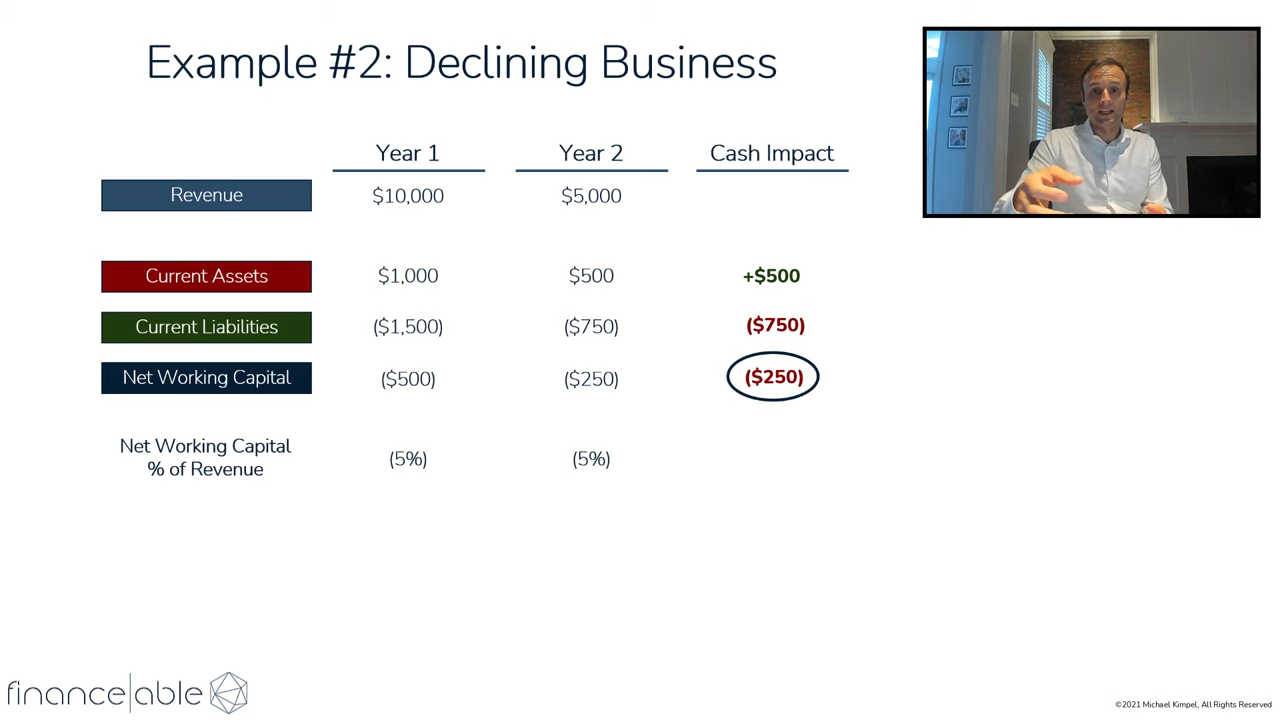 Example #2: Declining Business
Year 1 Year 2 Cash Impact
Revenue $10,000 $5,000
Current Assets $1,000 $500 +$500
Current Liabilities ($1,500) ($750) ($750)
Net Working Capital ($500) ($250) ($250)
Net Working Capital
% of Revenue (5%) (5%)
finance|able
©2021 Michael Kimpel, All Rights Reserved